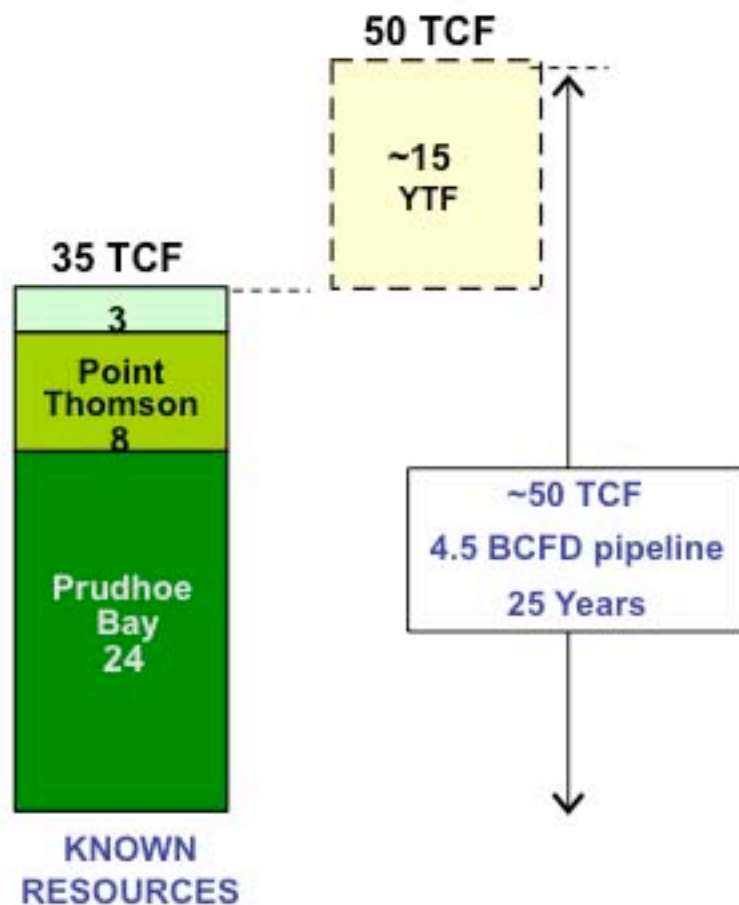 50 TCF
~15
YTF
35 TCF
3
Point
Thomson
8
Prudhoe
Bay
24
~50 TCF
4.5 BCFD pipeline
25 Years
KNOWN
RESOURCES